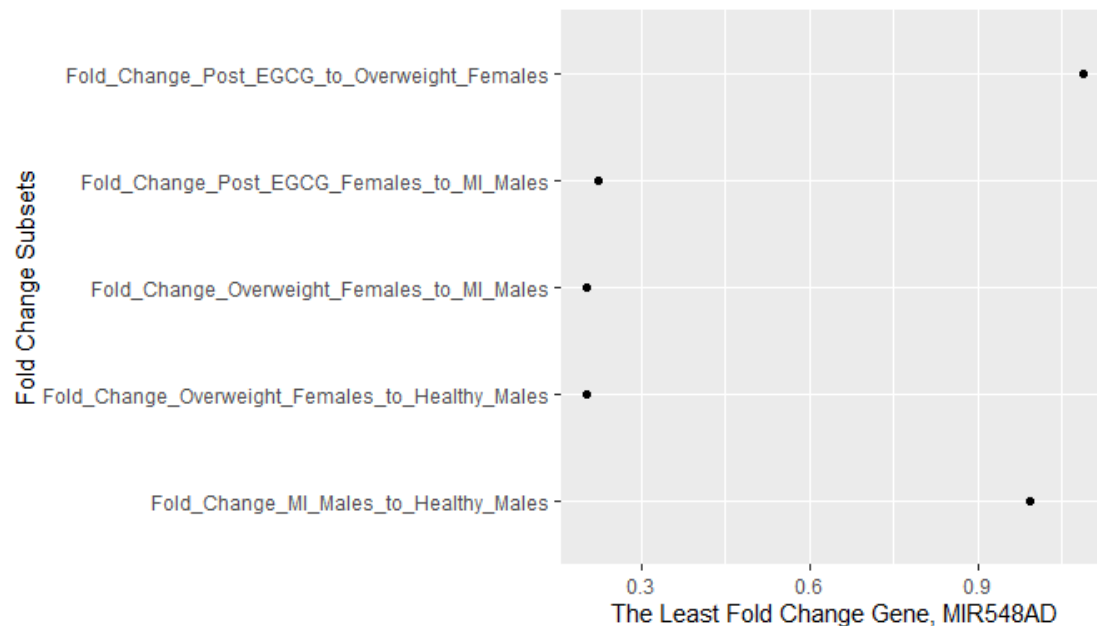 Fold Change Subsets
Fold_Change_Post_EGCG_to_Overweight_Females
Fold_Change_Post_EGCG_Females_to_MI_Males
Fold_Change_Overweight_Females_to_MI_Males
Fold_Change_Overweight_Females_to_Healthy_Males
Fold_Change_MI_Males_to_Healthy_Males
0.3 0.6 0.9
The Least Fold Change Gene, MIR548AD